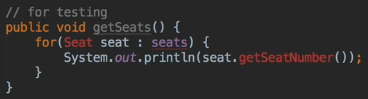 // for testing
public void getSeats() {
    for(Seat seat : seats) {
        System.out.println(seat.getSeatNumber());
    }
}